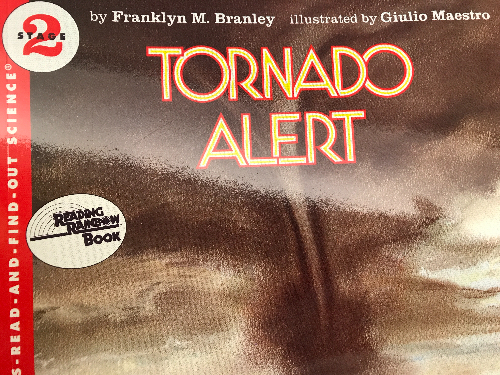 by Franklyn M. Branley illustrated by Giulio Maestro
2
STAGE
TORNADO
ALERT
READING
RAINBOW
BOOK
S-READ-AND-FIND-OUT SCIENCE®